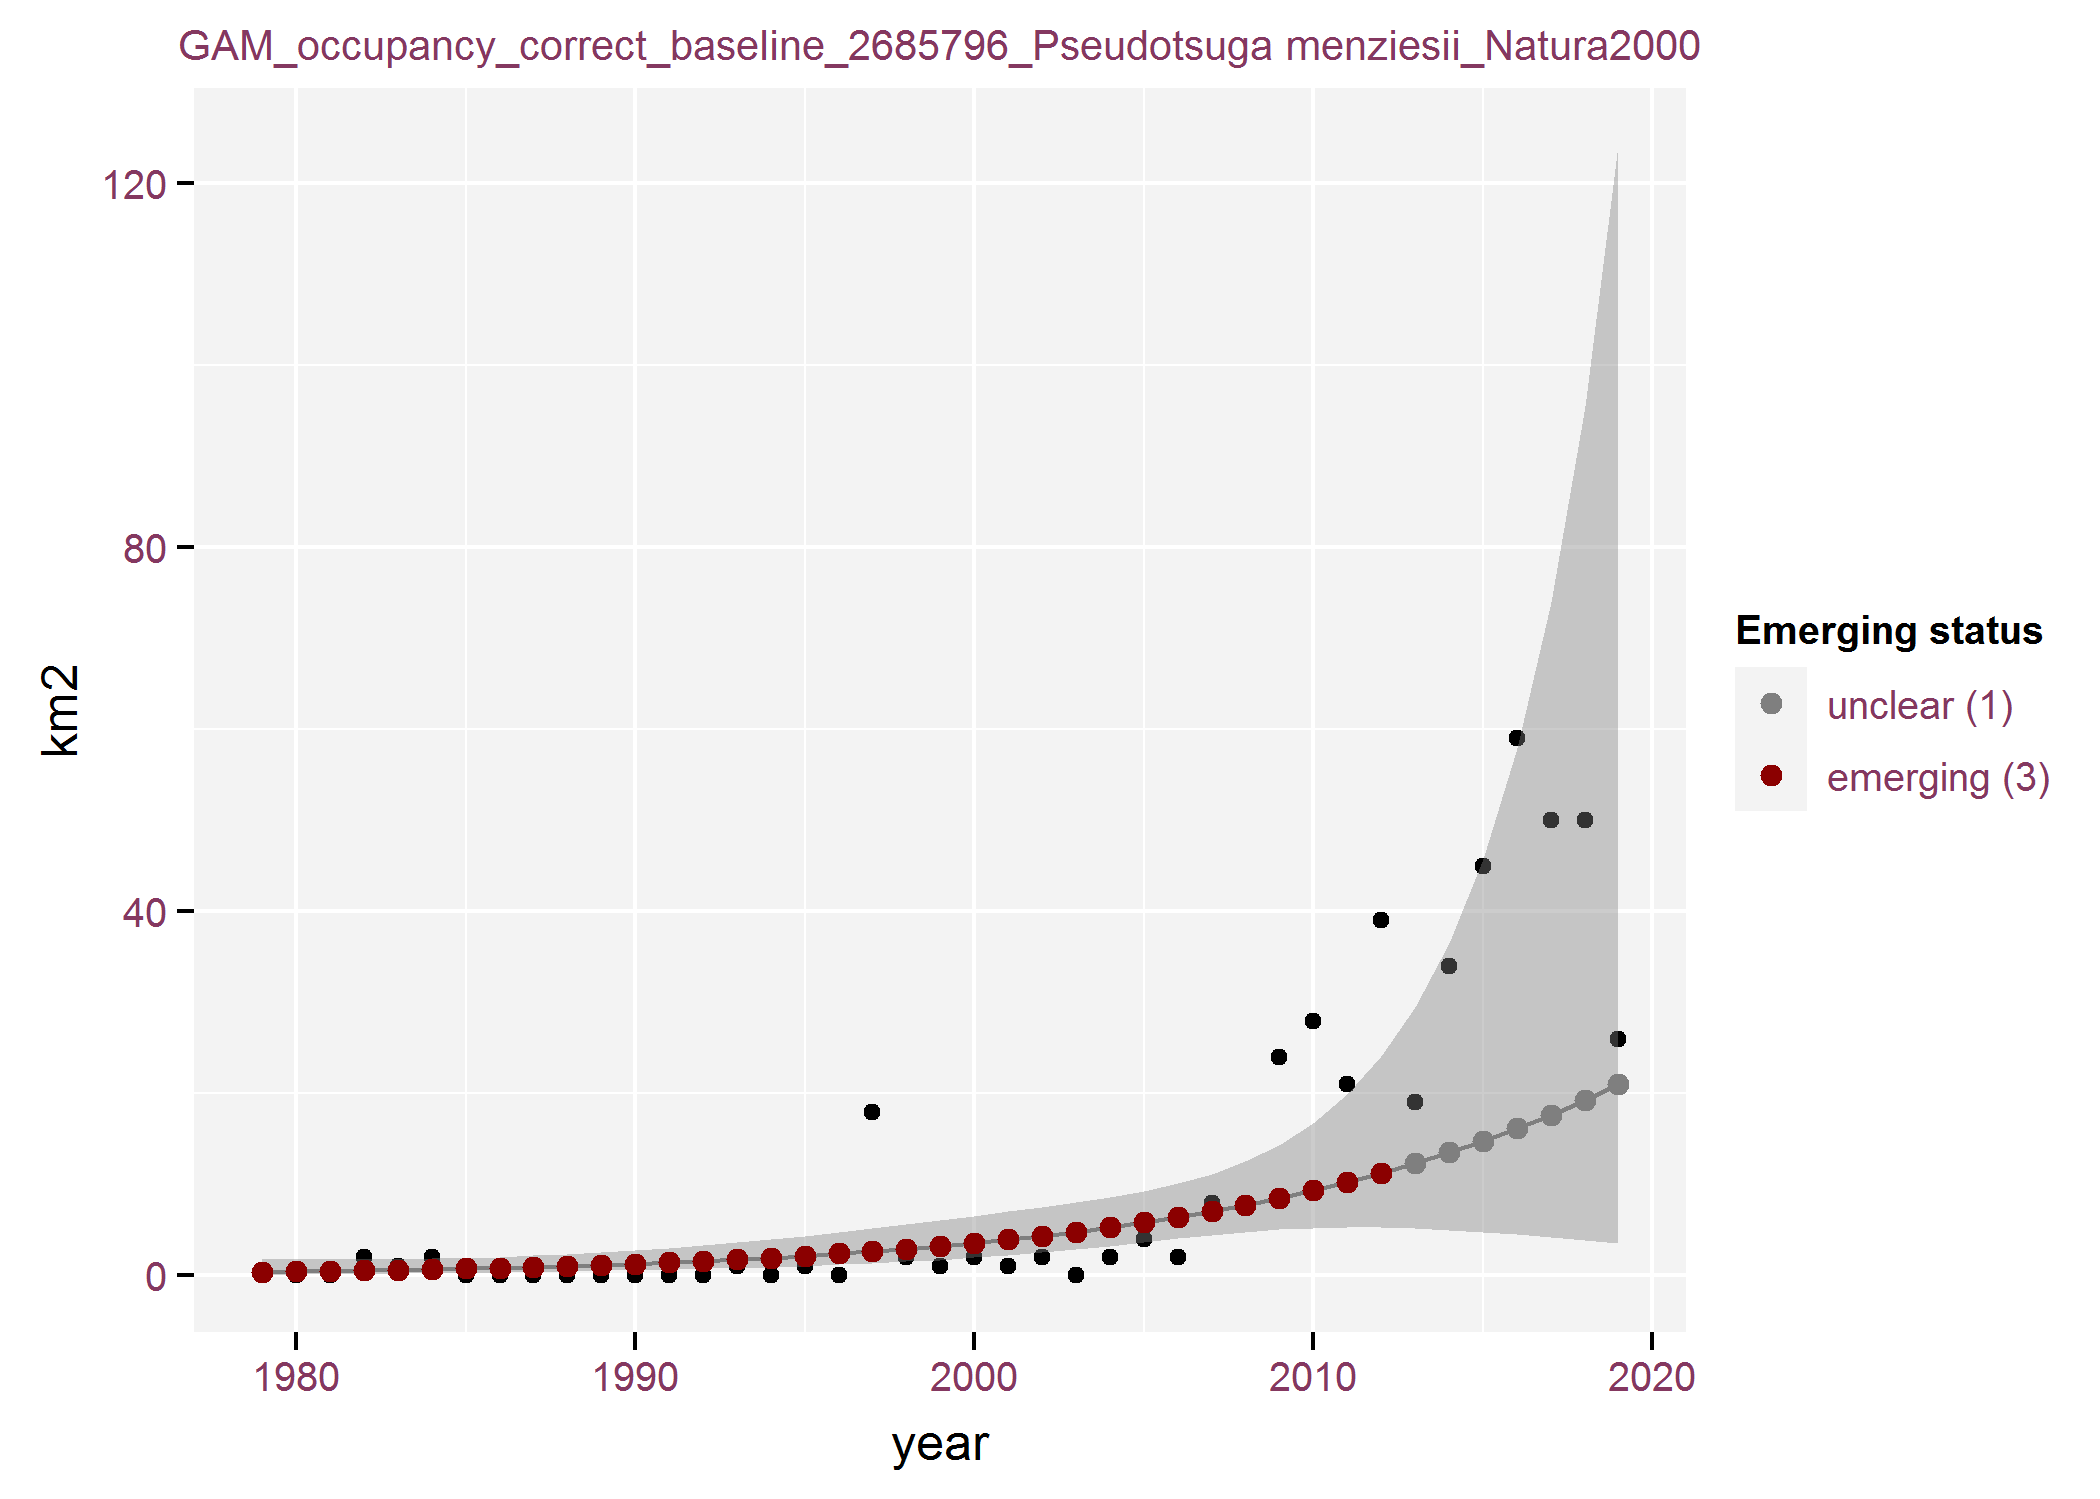 GAM_occupancy_correct_baseline_2685796_Pseudotsuga menziesii_Natura2000
120
80
40
0
km2
1980 1990 2000 2010 2020
year
Emerging status
unclear (1)
emerging (3)